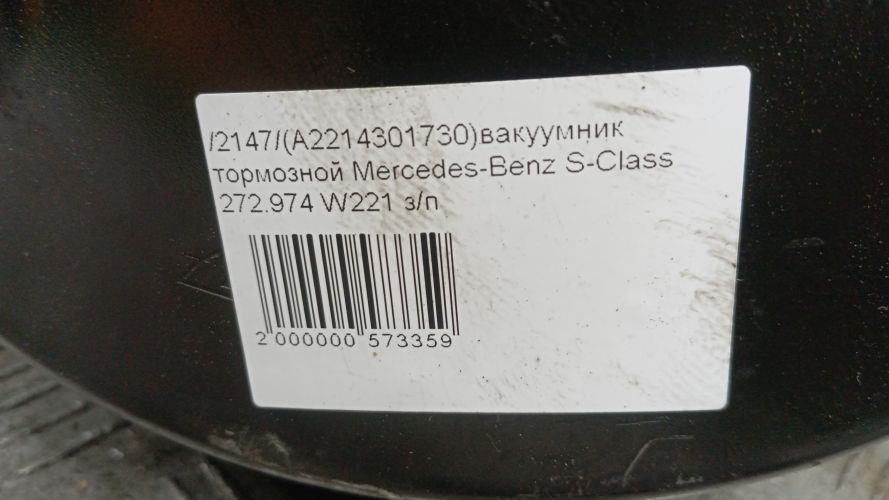 /2147/(A2214301730)вакуумник
тормозной Mercedes-Benz S-Class
272.974 W221 з/п
2 000000 573359